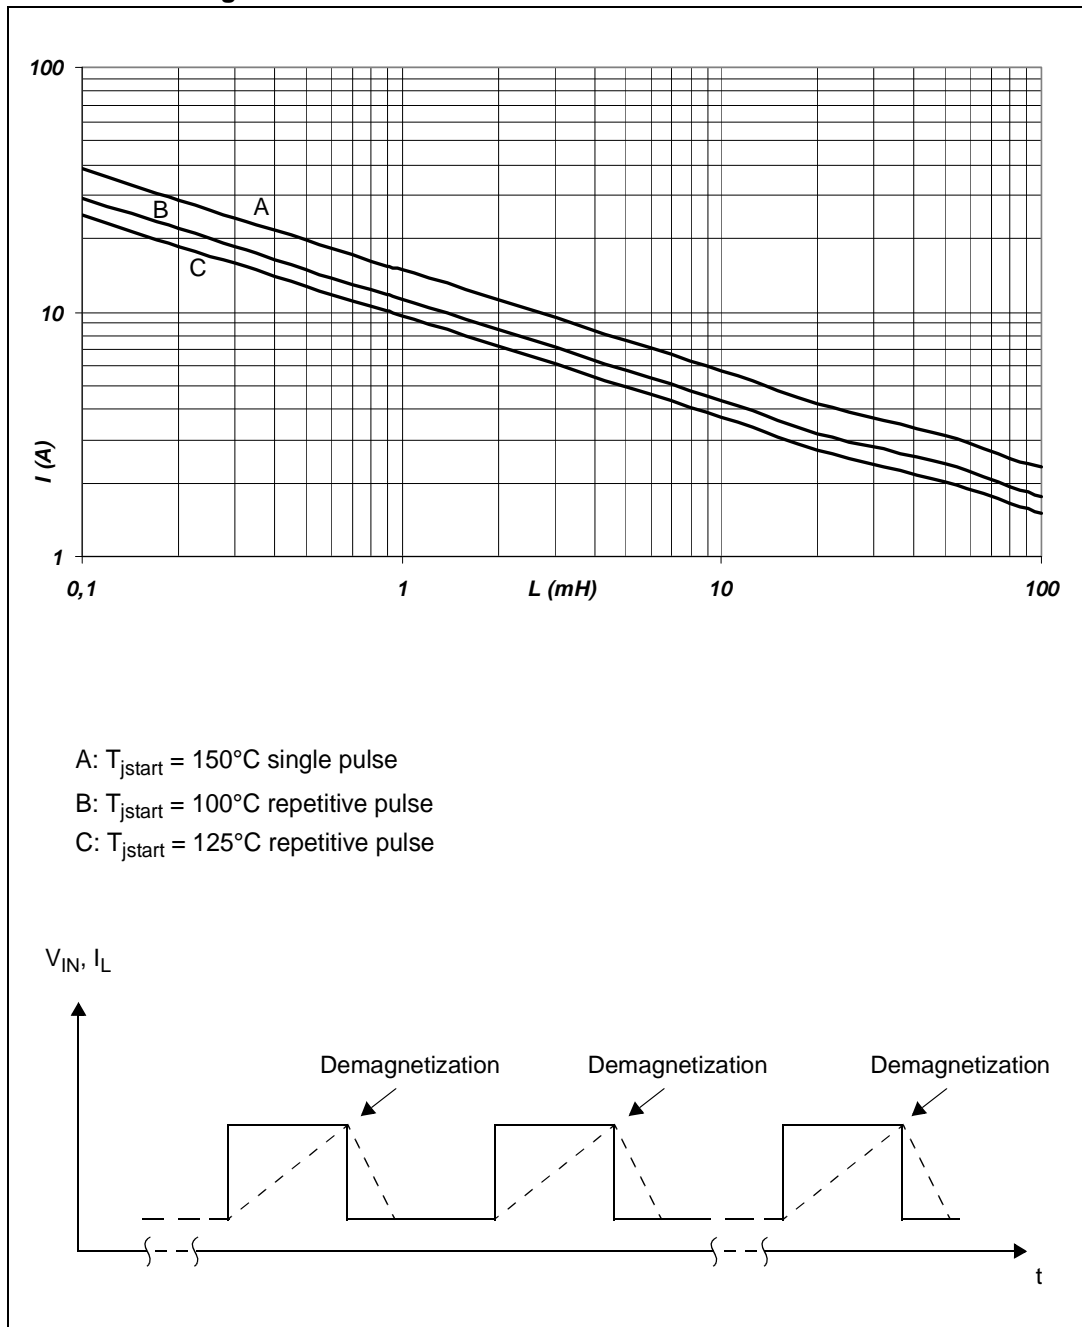 100
B
A
C
10
I (A)
1
0,1
1
L (mH)
10
100
A: Tjstart = 150°C single pulse
B: Tjstart = 100°C repetitive pulse
C: Tjstart = 125°C repetitive pulse
VIN, IL
Demagnetization
Demagnetization
Demagnetization
t